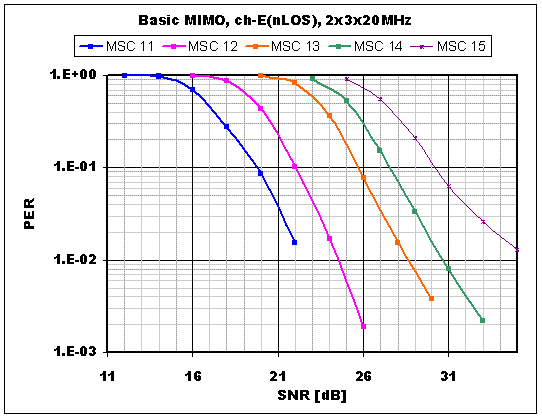 Basic MIMO, ch-E(nLOS), 2x3x20MHz
MSC 11 MSC 12 MSC 13 MSC 14 MSC 15
1.E+00
1.E-01
1.E-02
1.E-03
PER
11 16 21 26 31
SNR [dB]